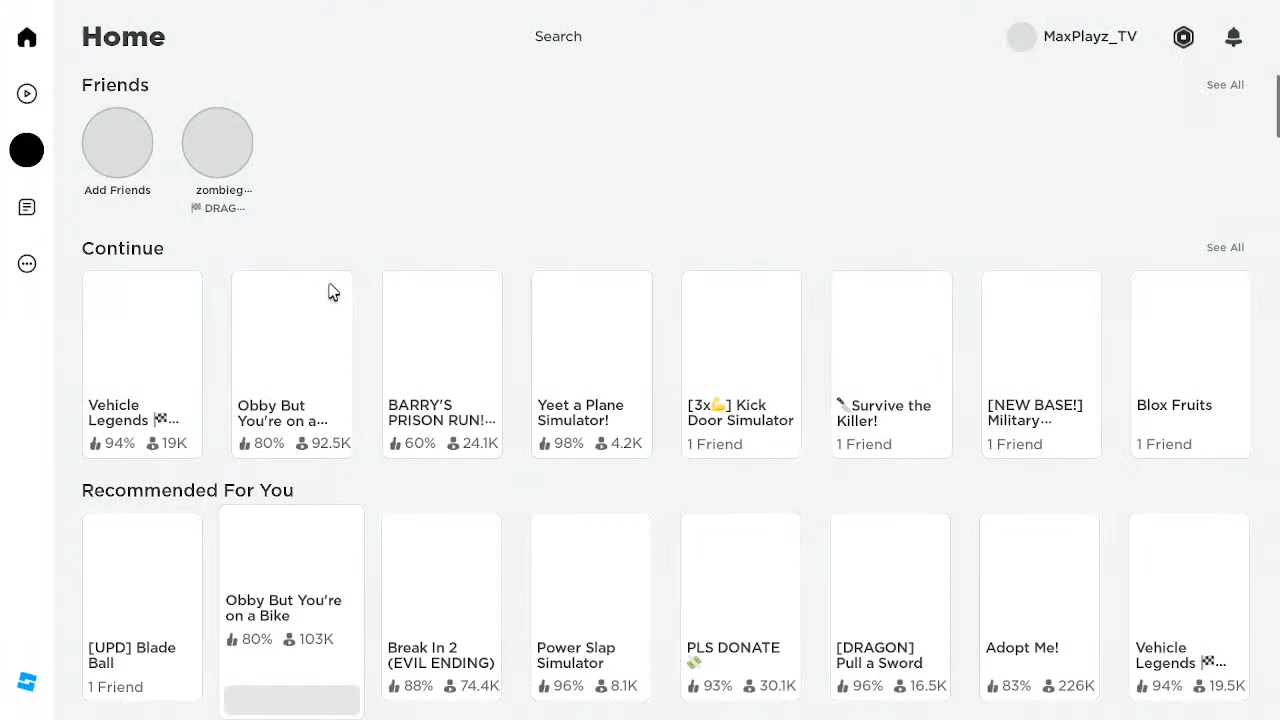 Home
Search
MaxPlayz_TV
Friends
See All
Add Friends
zombieg...
🏁 DRAG...
Continue
See All
Vehicle
Legends 🏁...
94% 19K
Obby But
You're on a...
80% 92.5K
BARRY'S
PRISON RUN!...
60% 24.1K
Yeet a Plane
Simulator!
98% 4.2K
[3x💪] Kick
Door Simulator
1 Friend
🔪Survive the
Killer!
1 Friend
[NEW BASE!]
Military...
1 Friend
Blox Fruits
1 Friend
Recommended For You
[UPD] Blade
Ball
1 Friend
Obby But You're
on a Bike
80% 103K
Break In 2
(EVIL ENDING)
88% 74.4K
Power Slap
Simulator
96% 8.1K
PLS DONATE
💸
93% 30.1K
[DRAGON]
Pull a Sword
96% 16.5K
Adopt Me!
83% 226K
Vehicle
Legends 🏁...
94% 19.5K